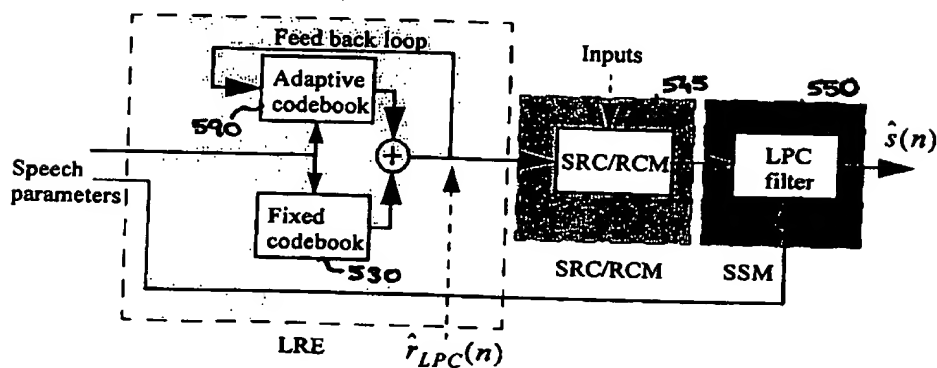 Feed back loop
Inputs
Adaptive
codebook
590
545
550
ŝ(n)
SRC/RCM
LPC
filter
Speech
parameters
Fixed
codebook
530
SRC/RCM
SSM
LRE
r̂_LPC(n)